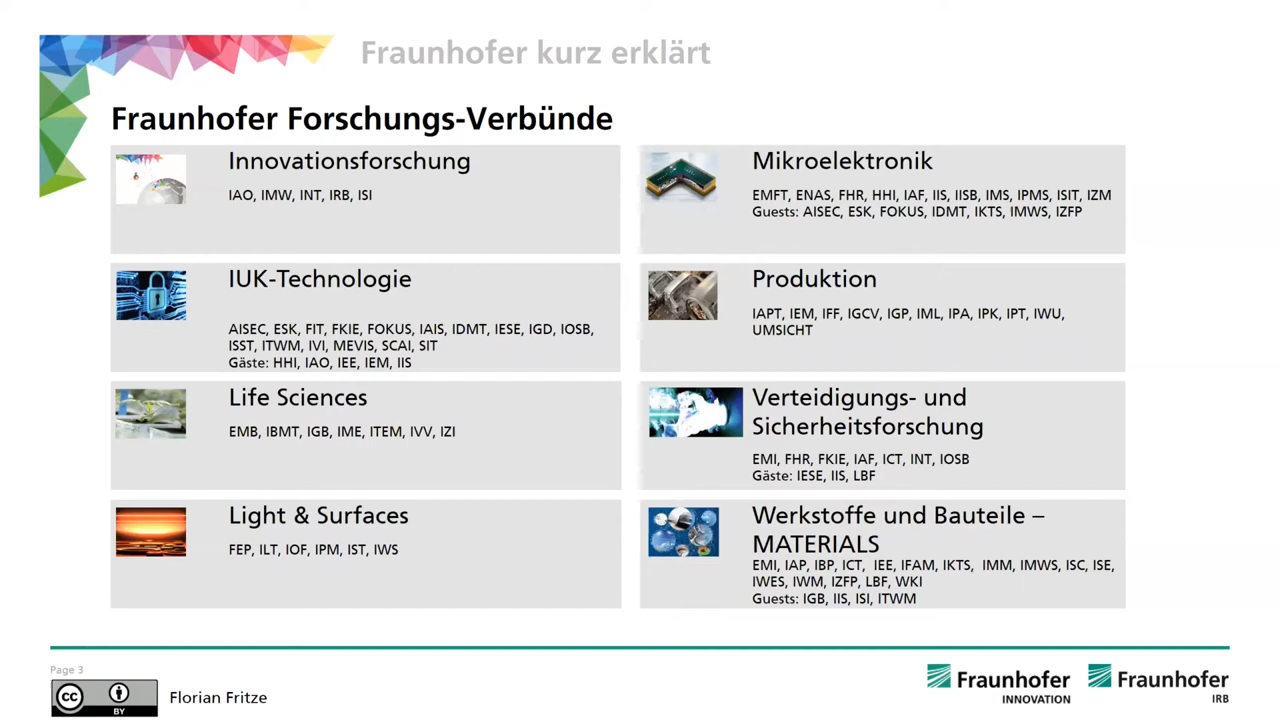 Fraunhofer kurz erklärt
Fraunhofer Forschungs-Verbünde
Innovationsforschung
IAO, IMW, INT, IRB, ISI
IUK-Technologie
AISEC, ESK, FIT, FKIE, FOKUS, IAIS, IDMT, IESE, IGD, IOSB,
ISST, ITWM, IVI, MEVIS, SCAI, SIT
Gäste: HHI, IAO, IEE, IEM, IIS
Life Sciences
EMB, IBMT, IGB, IME, ITEM, IVV, IZI
Light & Surfaces
FEP, ILT, IOF, IPM, IST, IWS
Mikroelektronik
EMFT, ENAS, FHR, HHI, IAF, IIS, IISB, IMS, IPMS, ISIT, IZM
Guests: AISEC, ESK, FOKUS, IDMT, IKTS, IMWS, IZFP
Produktion
IAPT, IEM, IFF, IGCV, IGP, IML, IPA, IPK, IPT, IWU,
UMSICHT
Verteidigungs- und
Sicherheitsforschung
EMI, FHR, FKIE, IAF, ICT, INT, IOSB
Gäste: IESE, IIS, LBF
Werkstoffe und Bauteile –
MATERIALS
EMI, IAP, IBP, ICT, IEE, IFAM, IKTS, IMM, IMWS, ISC, ISE,
IWES, IWM, IZFP, LBF, WKI
Guests: IGB, IIS, ISI, ITWM
Page 3
cc
BY
Florian Fritze
Fraunhofer
INNOVATION
Fraunhofer
IRB